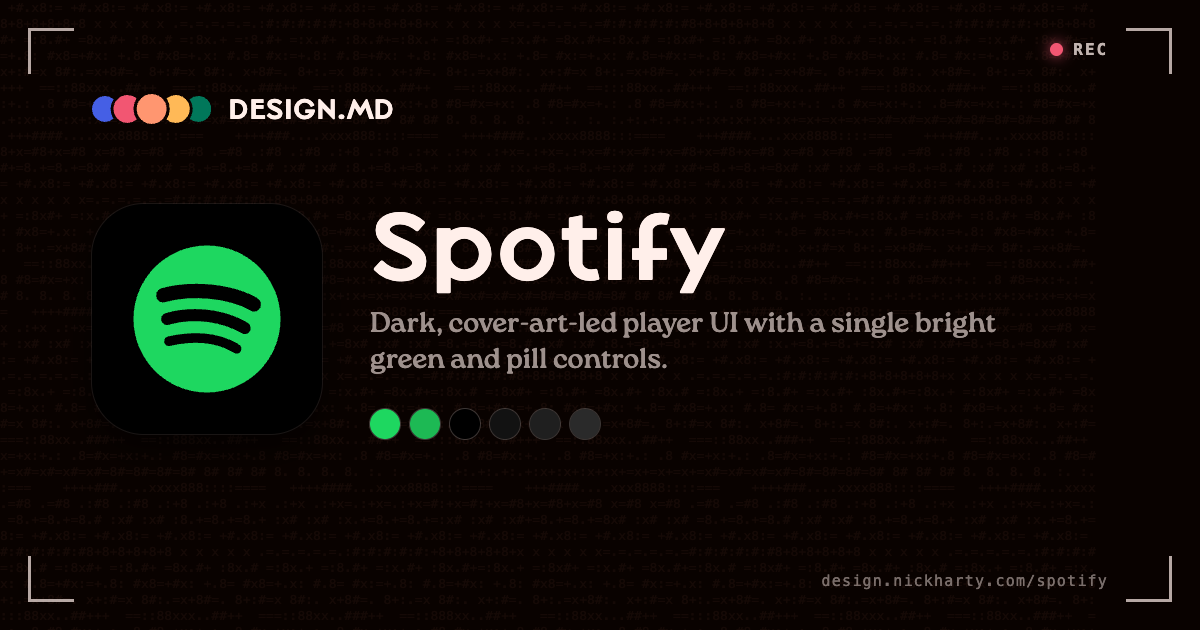 REC
DESIGN.MD
Spotify
Dark, cover-art-led player UI with a single bright
green and pill controls.
design.nickharty.com/spotify